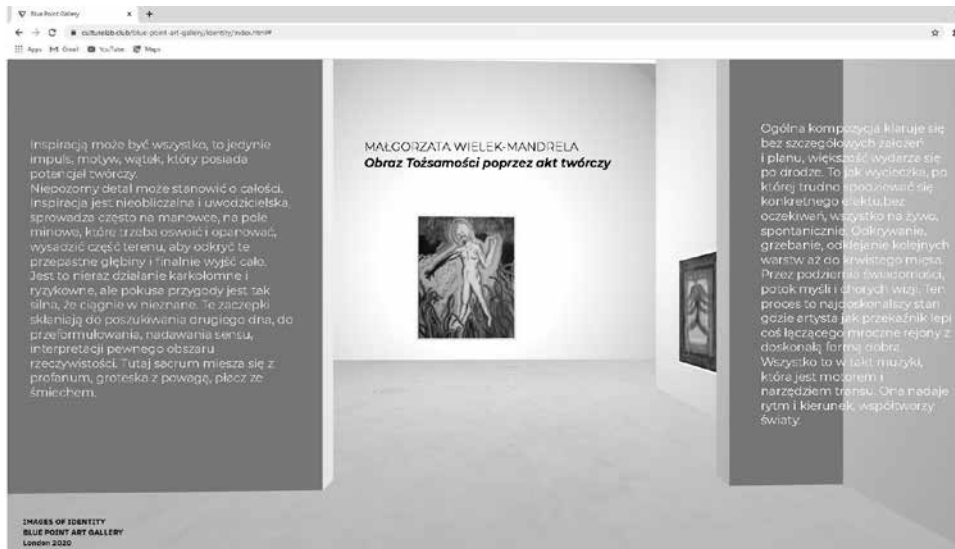 Blue Point Gallery
culturelab.club/blue-point-art-gallery/identity/index.html#
Apps Gmail YouTube Maps
Inspiracją może być wszystko, to jedynie
impuls, motyw, wątek, który posiada
potencjał twórczy.
Niepozorny detal może stanowić o całości.
Inspiracja jest nieobliczalna i uwodzicielska,
sprowadza często na manowce, na pole
minowe, które trzeba oswoić i opanować,
wysadzić część terenu, aby odkryć te
przepastne głębiny i finalnie wyjść cało.
Jest to nieraz działanie karkołomne i
ryzykowne, ale pokusa przygody jest tak
silna, że ciągnie w nieznane. Te zaczepki
skłaniają do poszukiwania drugiego dna, do
przeformułowania, nadawania sensu,
interpretacji pewnego obszaru
rzeczywistości. Tutaj sacrum miesza się z
profanum, groteska z powagą, płacz ze
śmiechem.
MAŁGORZATA WIELEK-MANDRELA
Obraz Tożsamości poprzez akt twórczy
Ogólna kompozycja klaruje się
bez szczegółowych założeń
i planu, większość wydarza się
po drodze. To jak wycieczka, po
której trudno spodziewać się
konkretnego efektu,bez
oczekiwań, wszystko na żywo,
spontanicznie. Odkrywanie,
grzebanie, odklejanie kolejnych
warstw aż do krwistego mięsa.
Przez podziemia świadomości,
potok myśli i chorych wizji. Ten
proces to najdoskonalszy stan
gdzie artysta jak przekaźnik lepi
coś łączącego mroczne rejony z
doskonałą formą dobra.
Wszystko to w takt muzyki,
która jest motorem i
narzędziem transu. Ona nadaje
rytm i kierunek, współtworzy
światy.
IMAGES OF IDENTITY
BLUE POINT ART GALLERY
London 2020